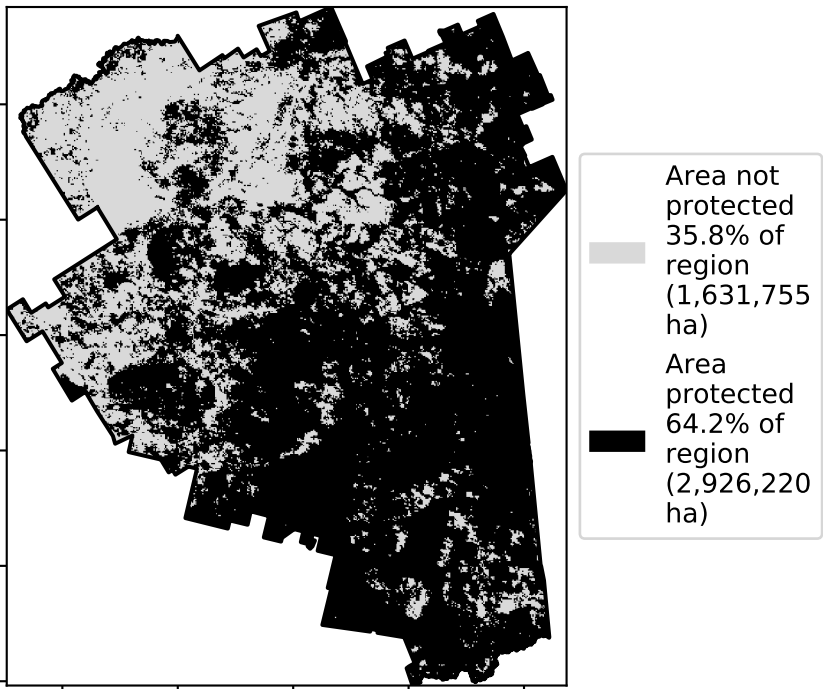 Area not
protected
35.8% of
region
(1,631,755
ha)
Area
protected
64.2% of
region
(2,926,220
ha)